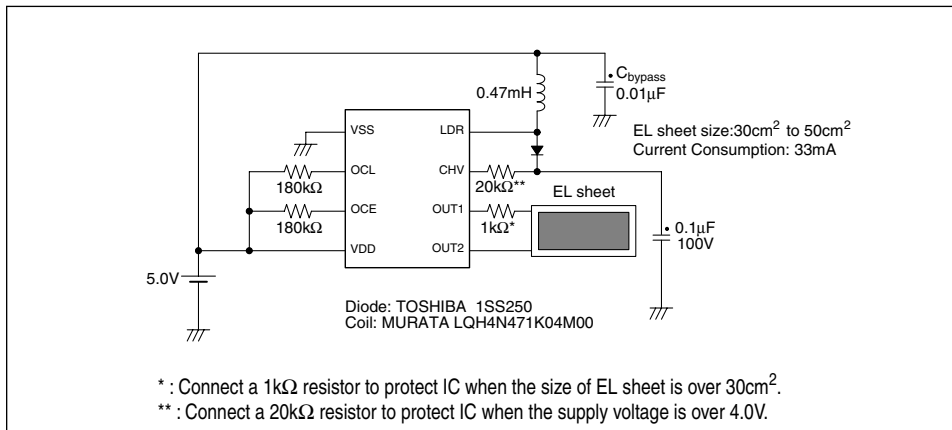 C_bypass
0.01µF
0.47mH
EL sheet size:30cm² to 50cm²
Current Consumption: 33mA
VSS
LDR
OCL
CHV
180kΩ
20kΩ**
EL sheet
OCE
OUT1
180kΩ
1kΩ*
0.1µF
100V
VDD
OUT2
5.0V
Diode: TOSHIBA 1SS250
Coil: MURATA LQH4N471K04M00
* : Connect a 1kΩ resistor to protect IC when the size of EL sheet is over 30cm².
** : Connect a 20kΩ resistor to protect IC when the supply voltage is over 4.0V.